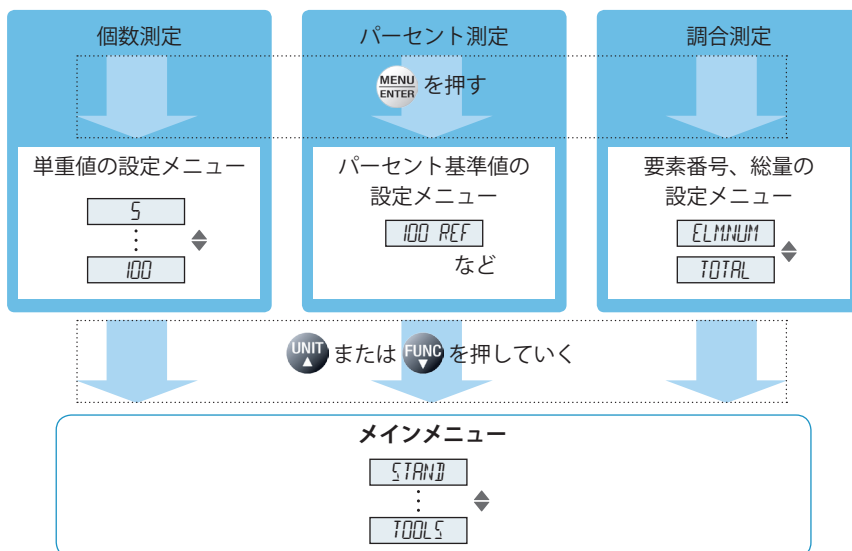 個数測定
パーセント測定
調合測定
MENU
ENTER
を押す
単重値の設定メニュー
5
100
パーセント基準値の
設定メニュー
100 REF
など
要素番号、総量の
設定メニュー
ELM.NUM
TOTAL
UNIT
または
FUNC
を押していく
メインメニュー
STAND
TOOLS